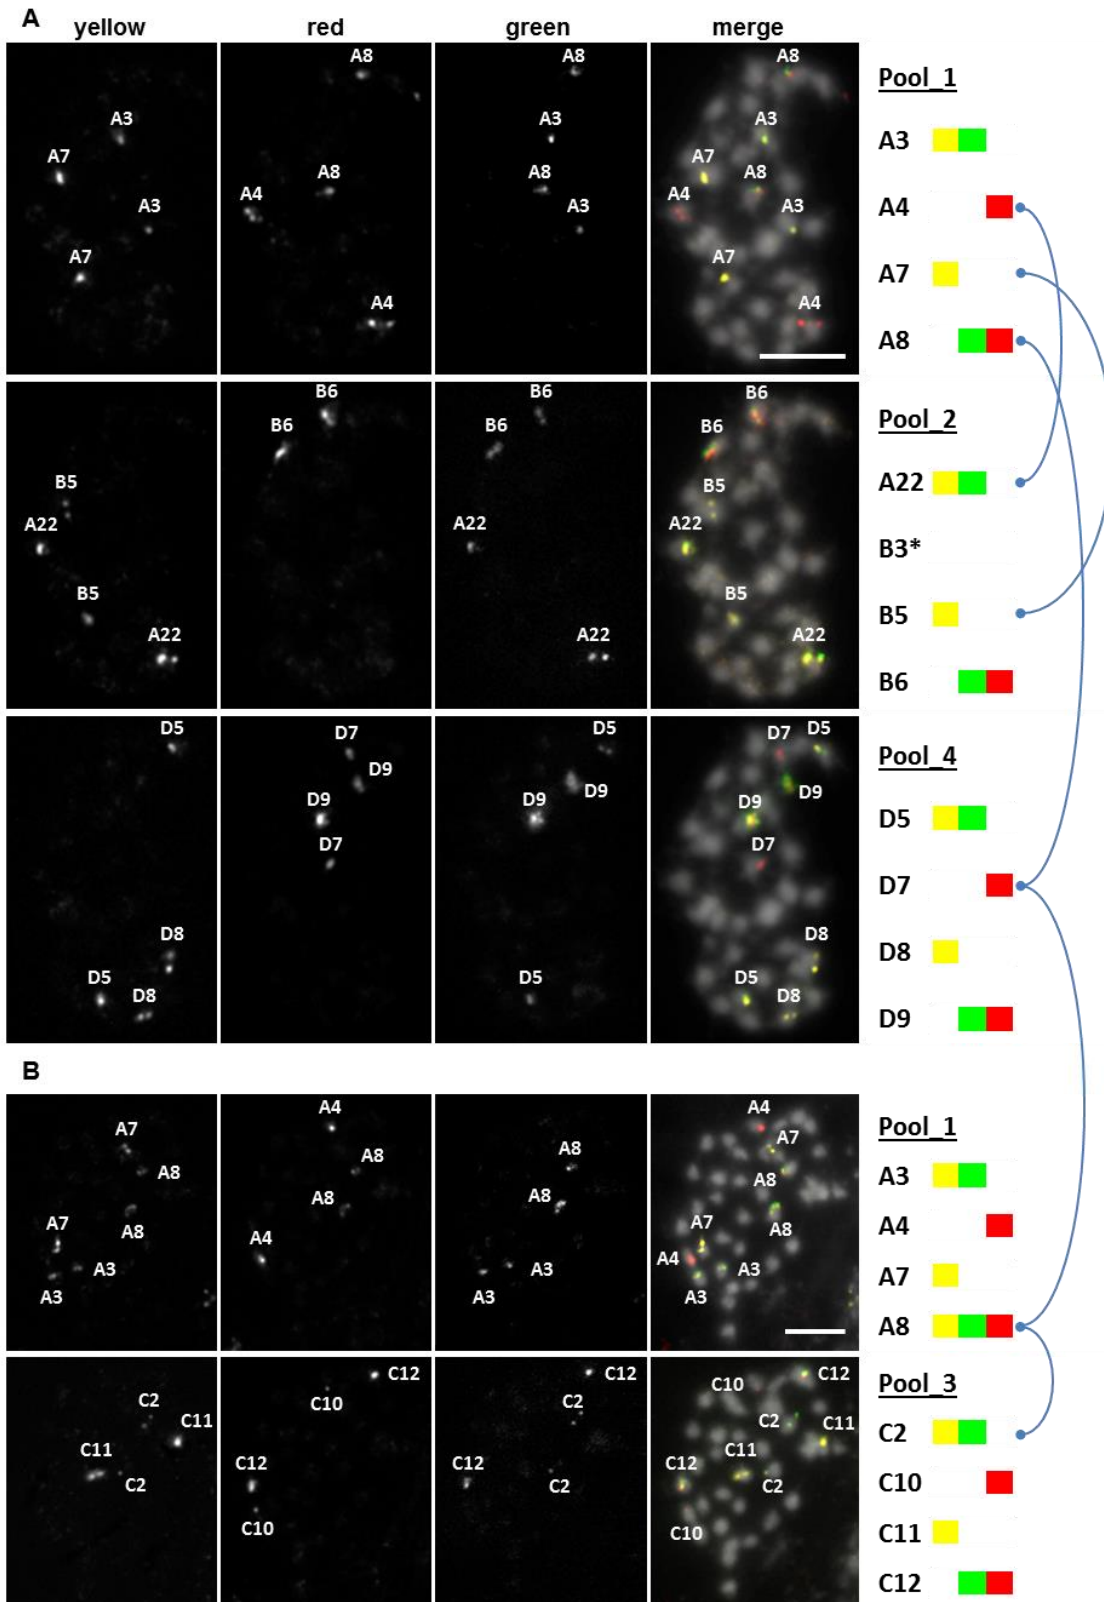 A
yellow red green merge
A8 A8 A8
A3 A3 A3
A7 A8 A8 A7 A8
A3 A4 A3 A4 A3
A7 A7
A4 A4
Pool_1
A3
A4
A7
A8
B6 B6 B6
B6 B6 B6
B5 B5
A22 A22 A22
B5 B5
A22 A22 A22
Pool_2
A22
B3*
B5
B6
D5 D7 D5 D7 D5
D9 D9 D9
D9 D9 D9
D7 D7
D8 D8
D5 D8 D5 D5 D8
Pool_4
D5
D7
D8
D9
B
A4 A4
A7 A7
A8 A8 A8 A8
A8 A8 A8 A8
A7 A4 A7 A4
A3 A3 A3
A3 A3 A3
Pool_1
A3
A4
A7
A8
C12 C12 C12
C2 C10 C2 C10 C2
C11 C11
C11 C2 C12 C12 C2 C12 C11 C2
C10 C10
Pool_3
C2
C10
C11
C12